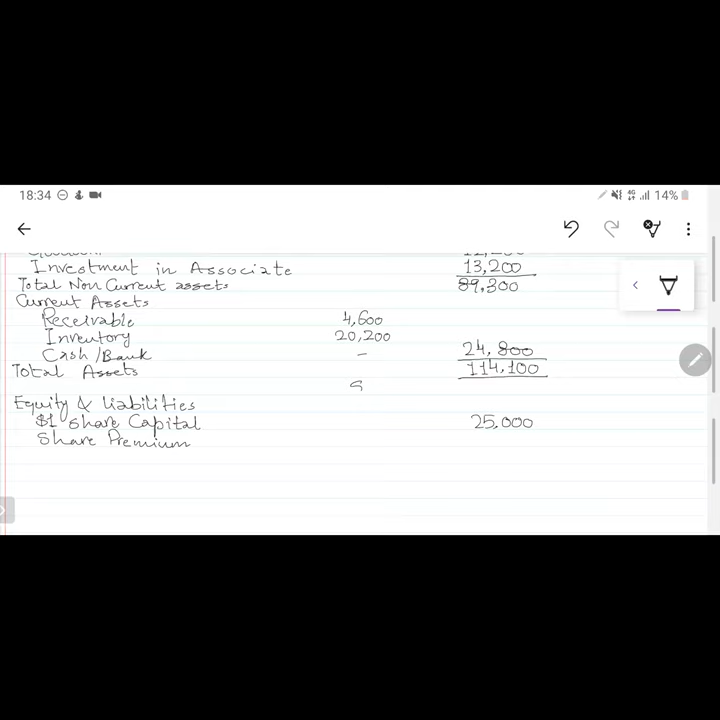 18:34 4G 14%
Investment in Associate 13,200
Total Non Current assets 89,300
Current Assets
Receivable 4,600
Inventory 20,200
Cash/Bank - 24,800
Total Assets 114,100
S
Equity & liabilities
$1 share Capital 25.000
Share Premium